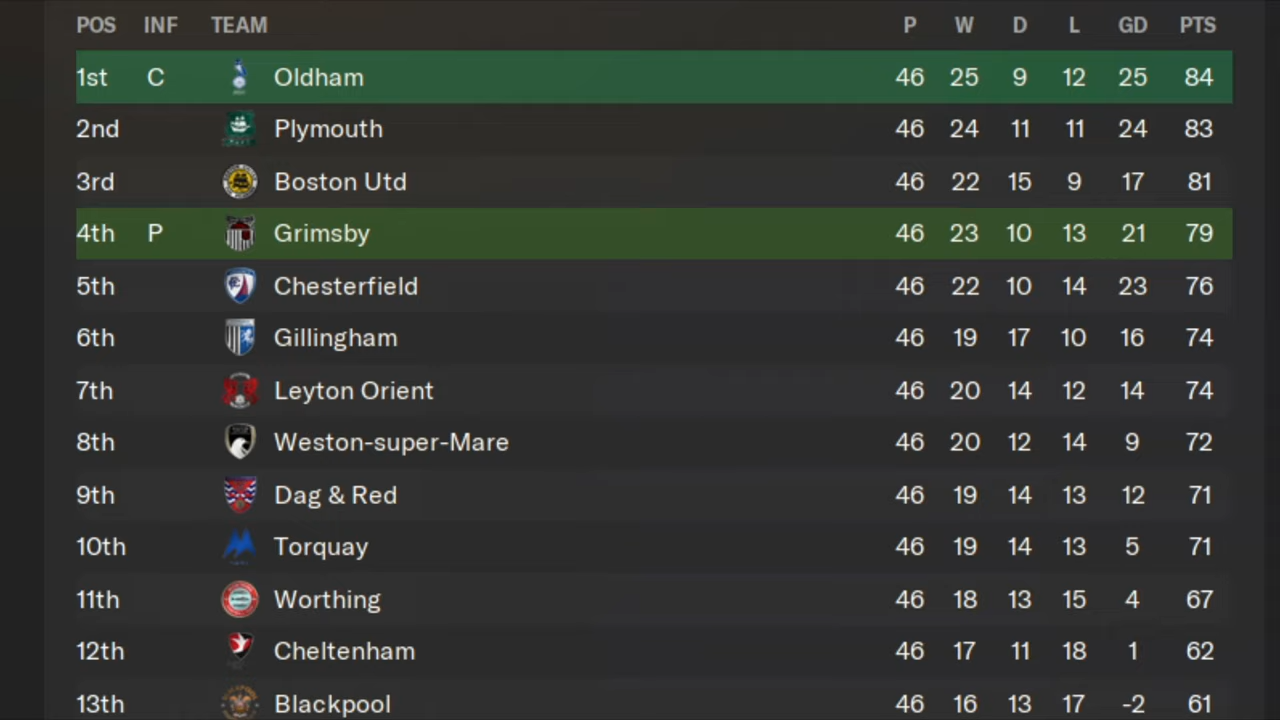 POS INF TEAM P W D L GD PTS
1st C Oldham 46 25 9 12 25 84
2nd Plymouth 46 24 11 11 24 83
3rd Boston Utd 46 22 15 9 17 81
4th P Grimsby 46 23 10 13 21 79
5th Chesterfield 46 22 10 14 23 76
6th Gillingham 46 19 17 10 16 74
7th Leyton Orient 46 20 14 12 14 74
8th Weston-super-Mare 46 20 12 14 9 72
9th Dag & Red 46 19 14 13 12 71
10th Torquay 46 19 14 13 5 71
11th Worthing 46 18 13 15 4 67
12th Cheltenham 46 17 11 18 1 62
13th Blackpool 46 16 13 17 -2 61